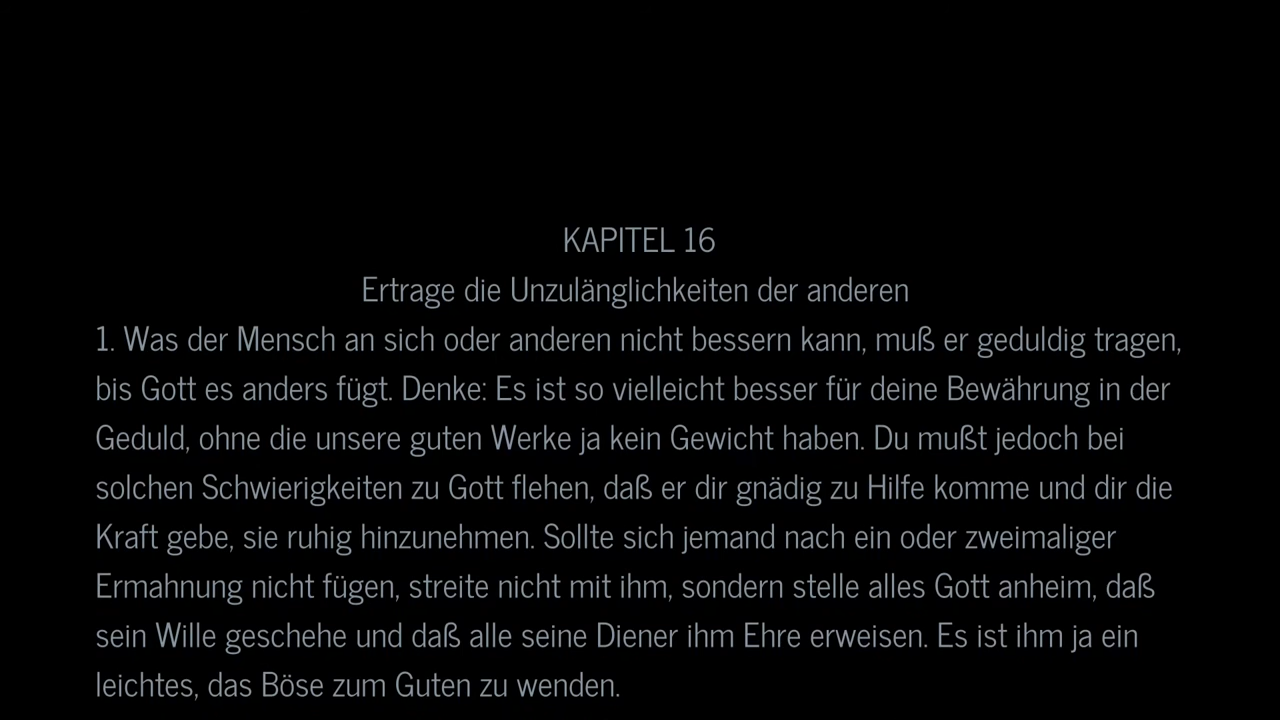 KAPITEL 16
Ertrage die Unzulänglichkeiten der anderen
1. Was der Mensch an sich oder anderen nicht bessern kann, muß er geduldig tragen,
bis Gott es anders fügt. Denke: Es ist so vielleicht besser für deine Bewährung in der
Geduld, ohne die unsere guten Werke ja kein Gewicht haben. Du mußt jedoch bei
solchen Schwierigkeiten zu Gott flehen, daß er dir gnädig zu Hilfe komme und dir die
Kraft gebe, sie ruhig hinzunehmen. Sollte sich jemand nach ein oder zweimaliger
Ermahnung nicht fügen, streite nicht mit ihm, sondern stelle alles Gott anheim, daß
sein Wille geschehe und daß alle seine Diener ihm Ehre erweisen. Es ist ihm ja ein
leichtes, das Böse zum Guten zu wenden.